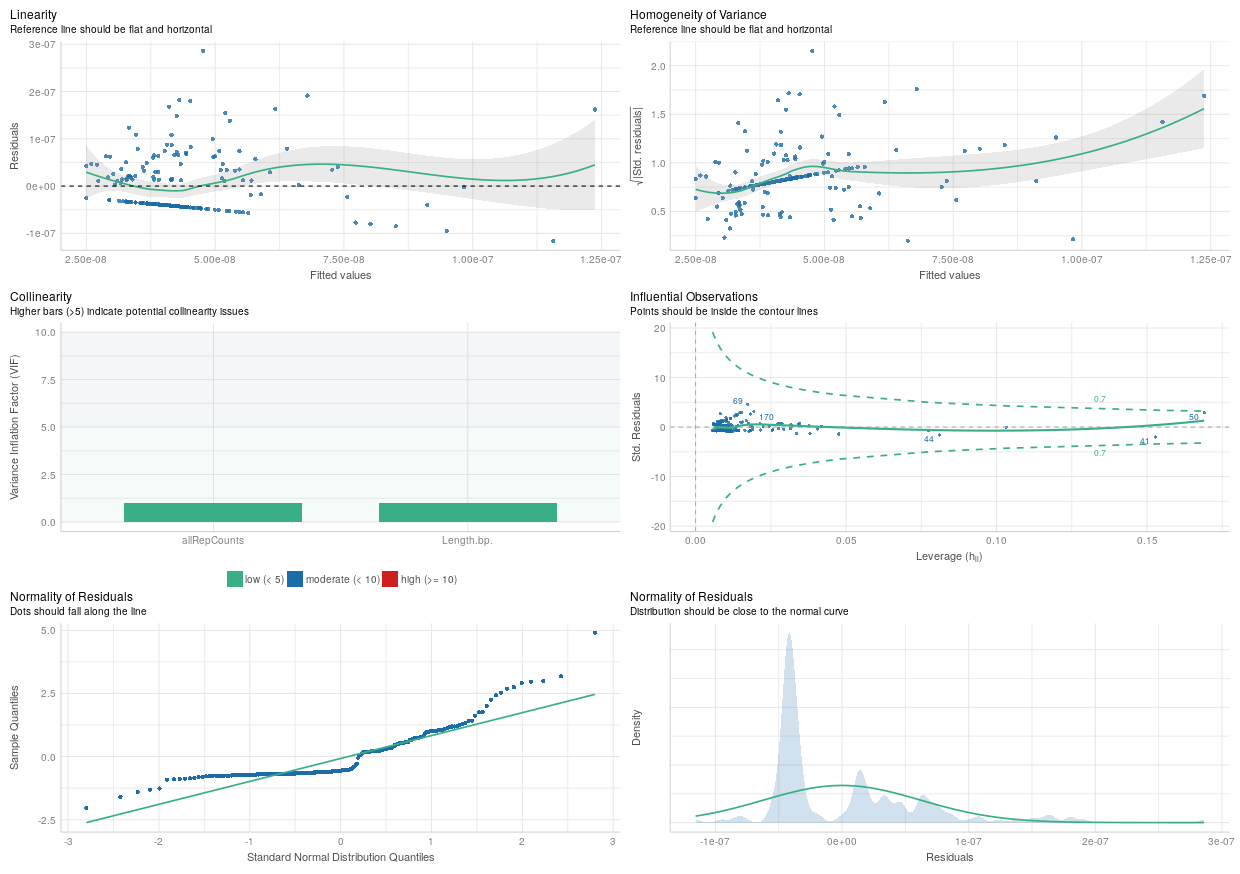 Linearity
Reference line should be flat and horizontal
3e-07
2e-07
1e-07
0e+00
-1e-07
Residuals
2.50e-08 5.00e-08 7.50e-08 1.00e-07 1.25e-07
Fitted values
Homogeneity of Variance
Reference line should be flat and horizontal
2.0
1.5
1.0
0.5
√|Std. residuals|
2.50e-08 5.00e-08 7.50e-08 1.00e-07 1.25e-07
Fitted values
Collinearity
Higher bars (>5) indicate potential collinearity issues
10.0
7.5
5.0
2.5
0.0
Variance Inflation Factor (VIF)
allRepCounts Length.bp.
low (< 5) moderate (< 10) high (>= 10)
Influential Observations
Points should be inside the contour lines
20
10
0
-10
-20
Std. Residuals
0.7
69
170
50
44
41
0.7
0.00 0.05 0.10 0.15
Leverage (hii)
Normality of Residuals
Dots should fall along the line
5.0
2.5
0.0
-2.5
Sample Quantiles
-3 -2 -1 0 1 2 3
Standard Normal Distribution Quantiles
Normality of Residuals
Distribution should be close to the normal curve
Density
-1e-07 0e+00 1e-07 2e-07 3e-07
Residuals